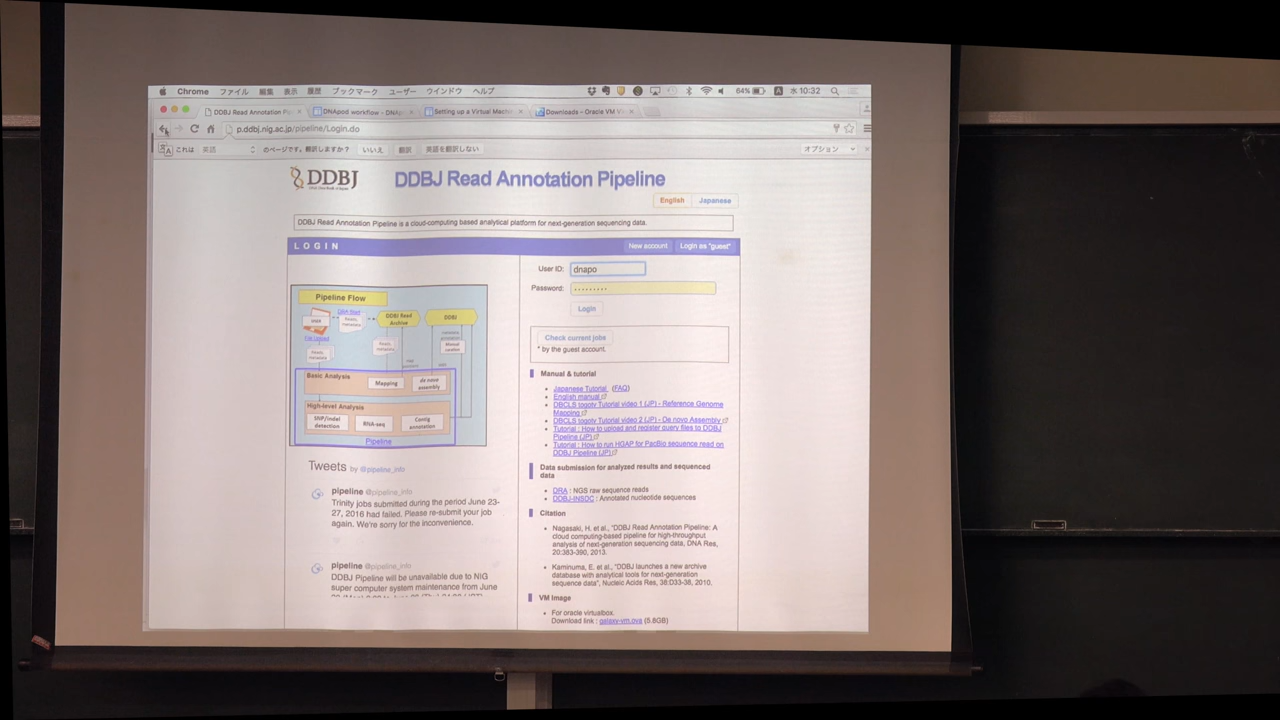 Chrome ファイル 編集 表示 履歴 ブックマーク ユーザー ウインドウ ヘルプ 64% A 水 10:32
DDBJ Read Annotation Pip DNApod workflow - DNAp Setting up a Virtual Machin Downloads – Oracle VM V
p.ddbj.nig.ac.jp/pipeline/Login.do
これは 英語 のページです。翻訳しますか? いいえ 翻訳 英語を翻訳しない オプション
DDBJ DDBJ Read Annotation Pipeline
English Japanese
DDBJ Read Annotation Pipeline is a cloud-computing based analytical platform for next-generation sequencing data.
LOGIN New account Login as "guest"
User ID: dnapo
Password: •••••••••
Login
Pipeline Flow
DRA Start
user
Reads, metadata
DDBJ Read Archive
DDBJ
File Upload
Reads, metadata
Reads, metadata
Manual curation
Basic Analysis
Mapping
de novo assembly
High-level Analysis
SNP/indel detection
RNA-seq
Contig annotation
Pipeline
Check current jobs
* by the guest account.
Manual & tutorial
Japanese Tutorial (FAQ)
English manual
DBCLS togotv Tutorial video 1 (JP) - Reference Genome
Mapping
DBCLS togotv Tutorial video 2 (JP) - De novo Assembly
Tutorial : How to upload and register query files to DDBJ
Pipeline (JP)
Tutorial : How to run HGAP for PacBio sequence read on
DDBJ Pipeline (JP)
Data submission for analyzed results and sequenced
data
DRA : NGS raw sequence reads
DDBJ-INSDC : Annotated nucleotide sequences
Citation
Nagasaki, H. et al., "DDBJ Read Annotation Pipeline: A
cloud computing-based pipeline for high-throughput
analysis of next-generation sequencing data, DNA Res,
20:383-390, 2013.
Kaminuma, E. et al., "DDBJ launches a new archive
database with analytical tools for next-generation
sequence data", Nucleic Acids Res, 38:D33-38, 2010.
VM Image
For oracle virtualbox.
Download link : galaxy-vm.ova (5.8GB)
Tweets by @pipeline_info
pipeline @pipeline_info
Trinity jobs submitted during the period June 23-
27, 2016 had failed. Please re-submit your job
again. We're sorry for the inconvenience.
pipeline @pipeline_info
DDBJ Pipeline will be unavailable due to NIG
super computer system maintenance from June